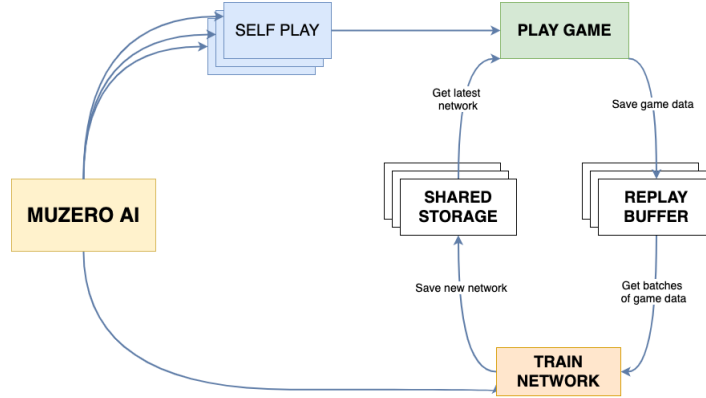 SELF PLAY
PLAY GAME
Get latest
network
Save game data
MUZERO AI
SHARED
STORAGE
REPLAY
BUFFER
Save new network
Get batches
of game data
TRAIN
NETWORK